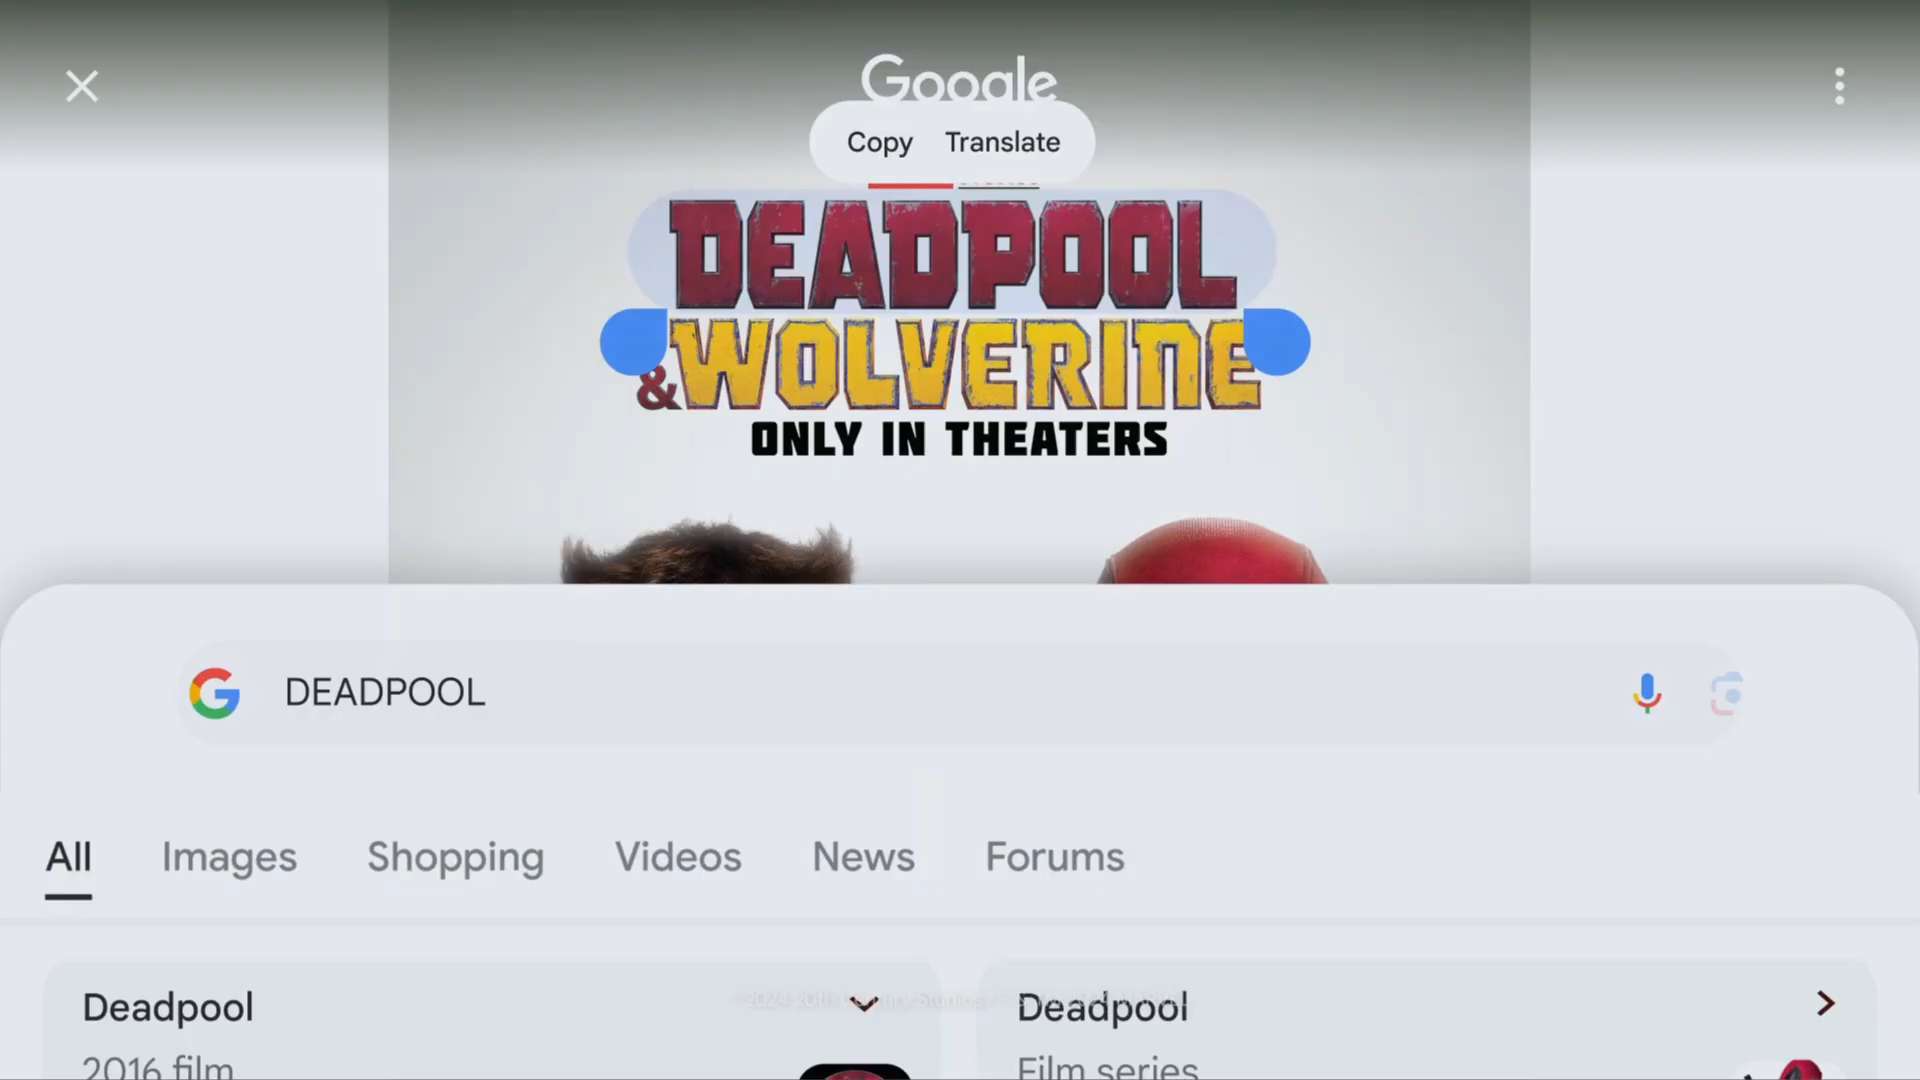 Google
Copy Translate
DEADPOOL
&WOLVERINE
ONLY IN THEATERS
DEADPOOL
All Images Shopping Videos News Forums
Deadpool
2016 film
Deadpool
Film series